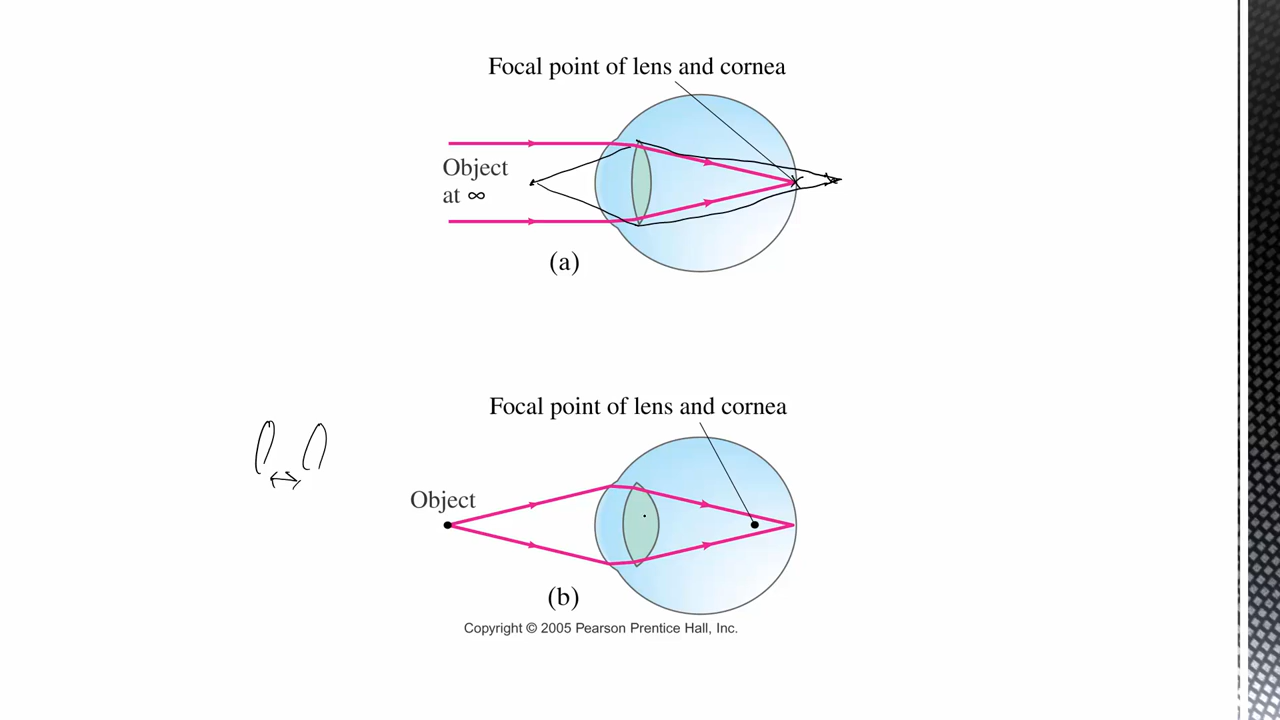 Focal point of lens and cornea
Object
at ∞
(a)
Focal point of lens and cornea
Object
(b)
Copyright © 2005 Pearson Prentice Hall, Inc.